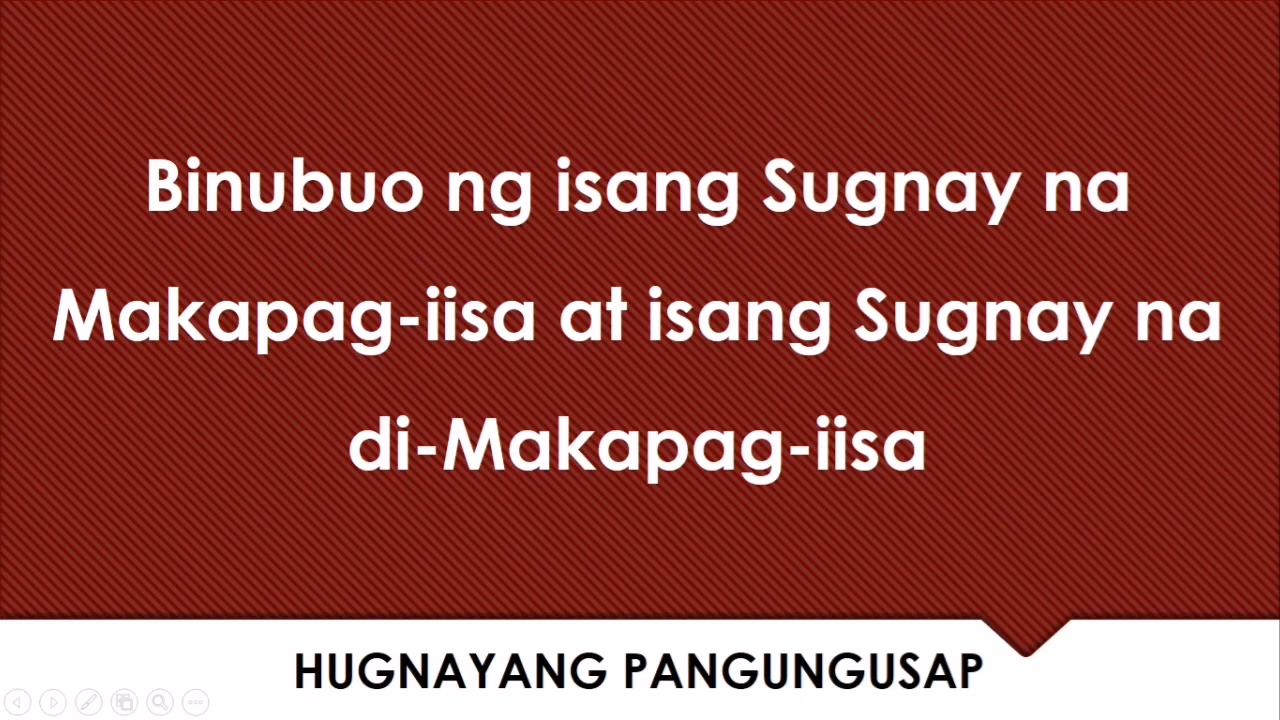 Binubuo ng isang Sugnay na
Makapag-iisa at isang Sugnay na
di-Makapag-iisa
HUGNAYANG PANGUNGUSAP